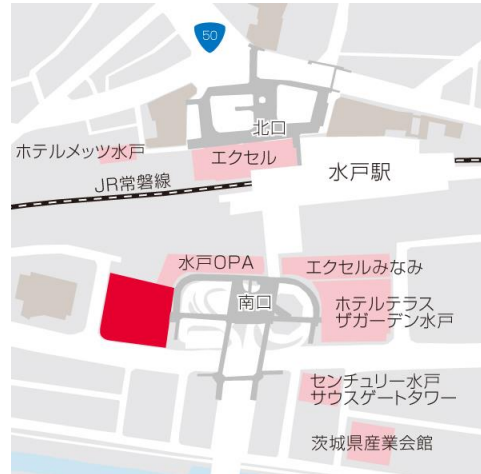 50
北口
ホテルメッツ水戸
エクセル
水戸駅
JR常磐線
水戸OPA
エクセルみなみ
南口
ホテルテラス
ザガーデン水戸
センチュリー水戸
サウスゲートタワー
茨城県産業会館